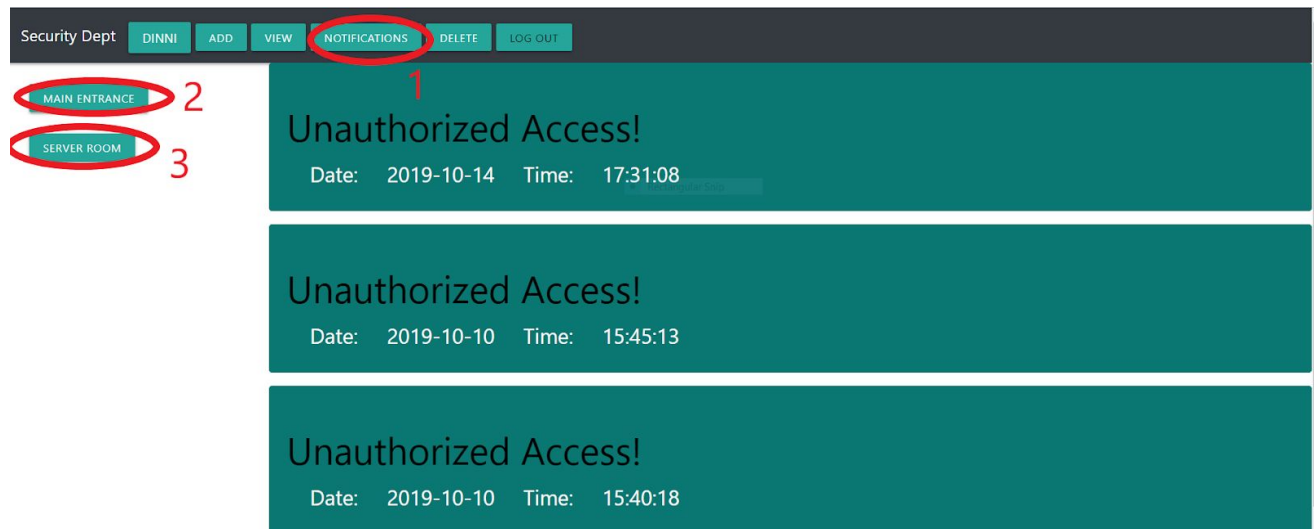 Security Dept DINNI ADD VIEW NOTIFICATIONS DELETE LOG OUT
1
MAIN ENTRANCE 2
SERVER ROOM 3
Unauthorized Access!
Date: 2019-10-14 Time: 17:31:08
Rectangular Snip
Unauthorized Access!
Date: 2019-10-10 Time: 15:45:13
Unauthorized Access!
Date: 2019-10-10 Time: 15:40:18